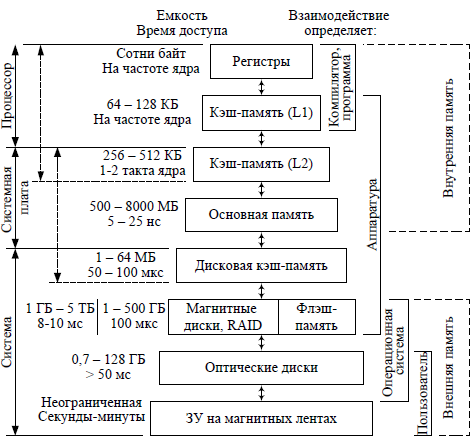 Емкость
Время доступа
Взаимодействие
определяет:
Сотни байт
На частоте ядра
Регистры
64 – 128 КБ
На частоте ядра
Кэш-память (L1)
256 – 512 КБ
1-2 такта ядра
Кэш-память (L2)
500 – 8000 МБ
5 – 25 нс
Основная память
1 – 64 МБ
50 – 100 мкс
Дисковая кэш-память
1 ГБ – 5 ТБ
8-10 мс
1 – 500 ГБ
100 мкс
Магнитные
диски, RAID
Флэш-
память
0,7 – 128 ГБ
> 50 мс
Оптические диски
Неограниченная
Секунды-минуты
ЗУ на магнитных лентах
Процессор
Системная
плата
Система
Компилятор,
программа
Аппаратура
Операционная
система
Пользователь
Внутренняя память
Внешняя память